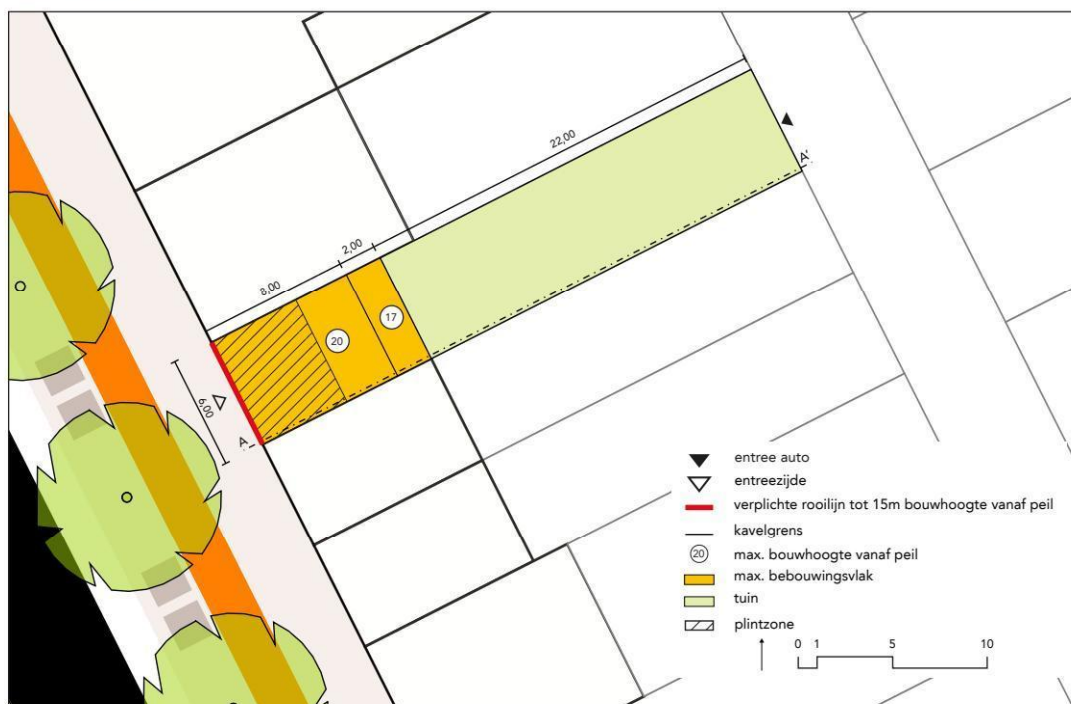 22,00
A'
2,00
8,00
17
20
6,00
A
entree auto
entreezijde
verplichte rooilijn tot 15m bouwhoogte vanaf peil
kavelgrens
20 max. bouwhoogte vanaf peil
max. bebouwingsvlak
tuin
plintzone
0 1 5 10